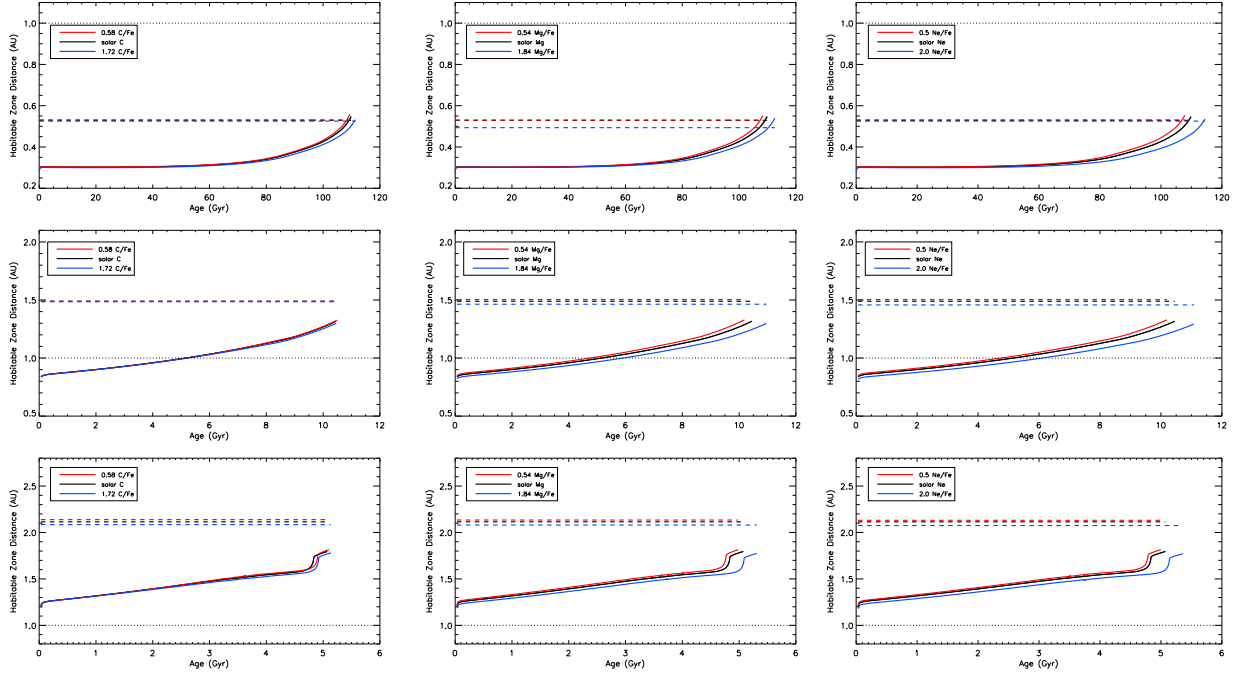 1.0
0.8
0.6
0.4
0.2
Habitable Zone Distance (AU)
0.58 C/Fe
solar C
1.72 C/Fe
0 20 40 60 80 100 120
Age (Gyr)
1.0
0.8
0.6
0.4
0.2
Habitable Zone Distance (AU)
0.54 Mg/Fe
solar Mg
1.84 Mg/Fe
0 20 40 60 80 100 120
Age (Gyr)
1.0
0.8
0.6
0.4
0.2
Habitable Zone Distance (AU)
0.5 Ne/Fe
solar Ne
2.0 Ne/Fe
0 20 40 60 80 100 120
Age (Gyr)
2.0
1.5
1.0
0.5
Habitable Zone Distance (AU)
0.58 C/Fe
solar C
1.72 C/Fe
0 2 4 6 8 10 12
Age (Gyr)
2.0
1.5
1.0
0.5
Habitable Zone Distance (AU)
0.54 Mg/Fe
solar Mg
1.84 Mg/Fe
0 2 4 6 8 10 12
Age (Gyr)
2.0
1.5
1.0
0.5
Habitable Zone Distance (AU)
0.5 Ne/Fe
solar Ne
2.0 Ne/Fe
0 2 4 6 8 10 12
Age (Gyr)
2.5
2.0
1.5
1.0
Habitable Zone Distance (AU)
0.58 C/Fe
solar C
1.72 C/Fe
0 1 2 3 4 5 6
Age (Gyr)
2.5
2.0
1.5
1.0
Habitable Zone Distance (AU)
0.54 Mg/Fe
solar Mg
1.84 Mg/Fe
0 1 2 3 4 5 6
Age (Gyr)
2.5
2.0
1.5
1.0
Habitable Zone Distance (AU)
0.5 Ne/Fe
solar Ne
2.0 Ne/Fe
0 1 2 3 4 5 6
Age (Gyr)